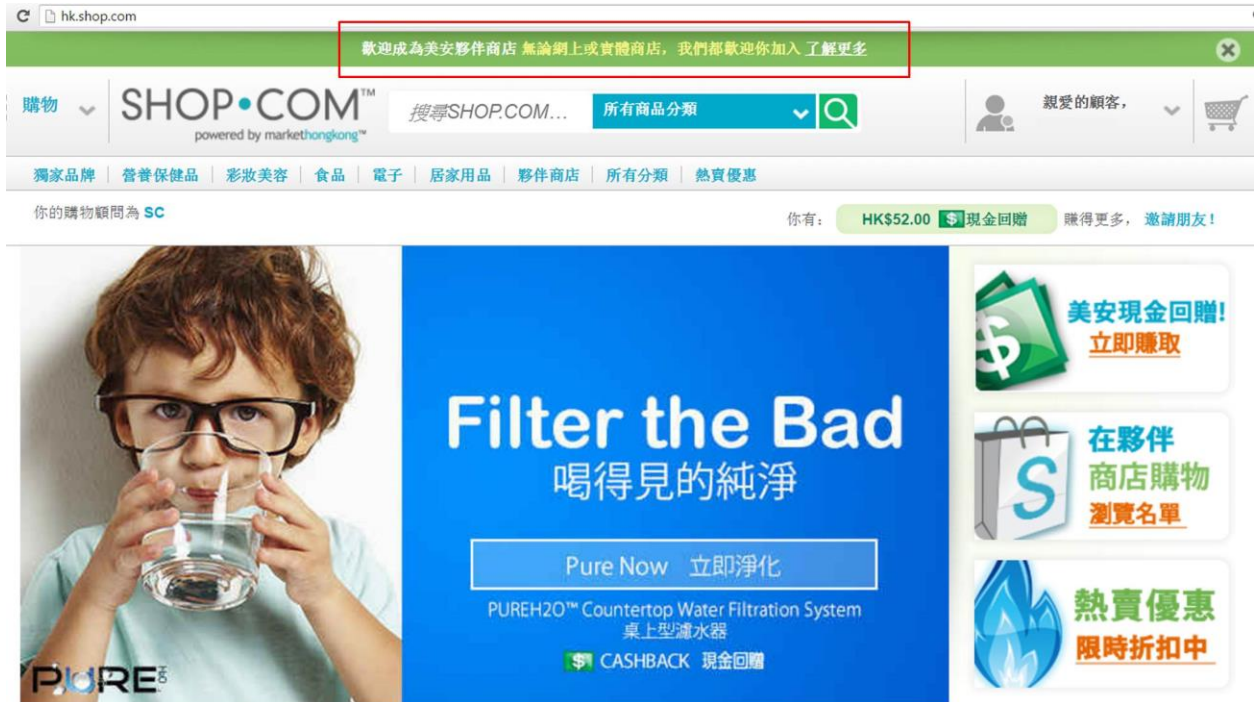 hk.shop.com
歡迎成為美安夥伴商店 無論網上或實體商店，我們都歡迎你加入 了解更多
購物
SHOP•COM™
powered by markethongkong™
搜尋SHOP.COM...
所有商品分類
親愛的顧客，
獨家品牌 | 營養保健品 | 彩妝美容 | 食品 | 電子 | 居家用品 | 夥伴商店 | 所有分類 | 熱賣優惠
你的購物顧問為 SC
你有： HK$52.00 $現金回贈 賺得更多， 邀請朋友！
Filter the Bad
喝得見的純淨
Pure Now 立即淨化
PUREH2O™ Countertop Water Filtration System
桌上型濾水器
$ CASHBACK 現金回贈
美安現金回贈!
立即賺取
在夥伴
商店購物
瀏覽名單
熱賣優惠
限時折扣中
PURE